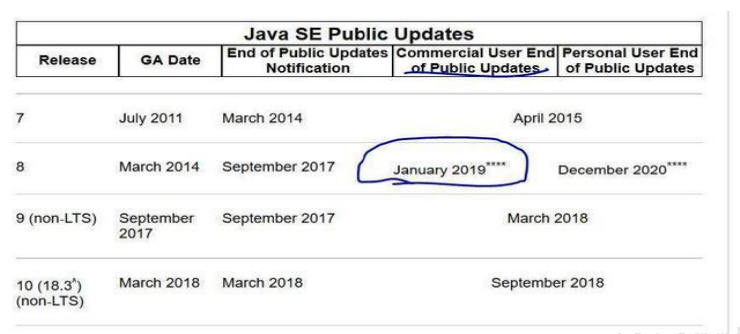 Java SE Public Updates
Release GA Date End of Public Updates Notification Commercial User End of Public Updates Personal User End of Public Updates
7 July 2011 March 2014 April 2015
8 March 2014 September 2017 January 2019**** December 2020****
9 (non-LTS) September 2017 September 2017 March 2018
10 (18.3^) (non-LTS) March 2018 March 2018 September 2018